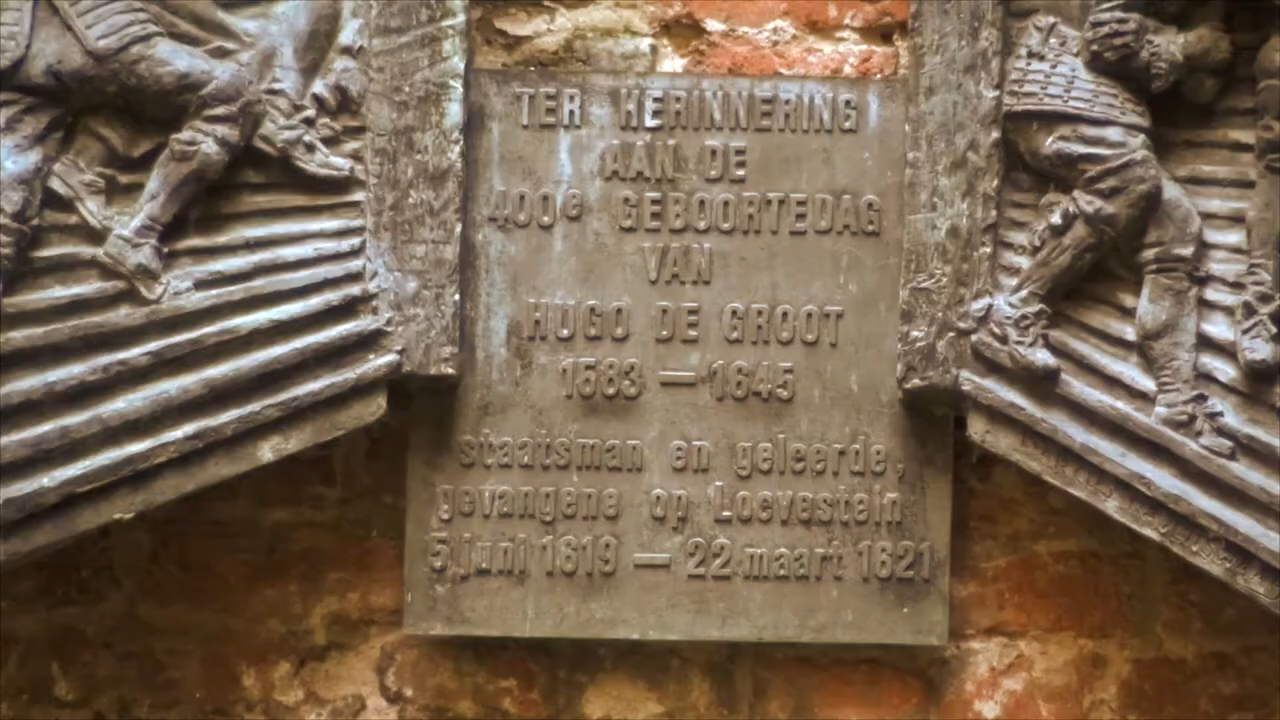 TER HERINNERING
AAN DE
400e GEBOORTEDAG
VAN
HUGO DE GROOT
1583 — 1645
staatsman en geleerde,
gevangene op Loevestein
5 juni 1619 — 22 maart 1621